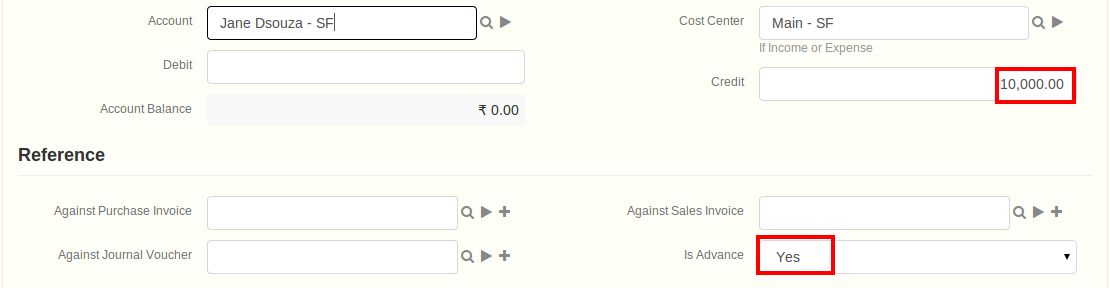 Account Jane Dsouza - SF Cost Center Main - SF
If Income or Expense
Debit
Credit 10,000.00
Account Balance ₹ 0.00
Reference
Against Purchase Invoice Against Sales Invoice
Against Journal Voucher Is Advance Yes